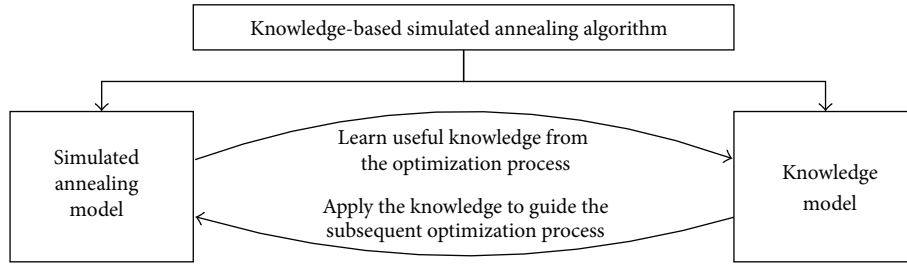 Knowledge-based simulated annealing algorithm
Simulated
annealing
model
Learn useful knowledge from
the optimization process
Apply the knowledge to guide the
subsequent optimization process
Knowledge
model